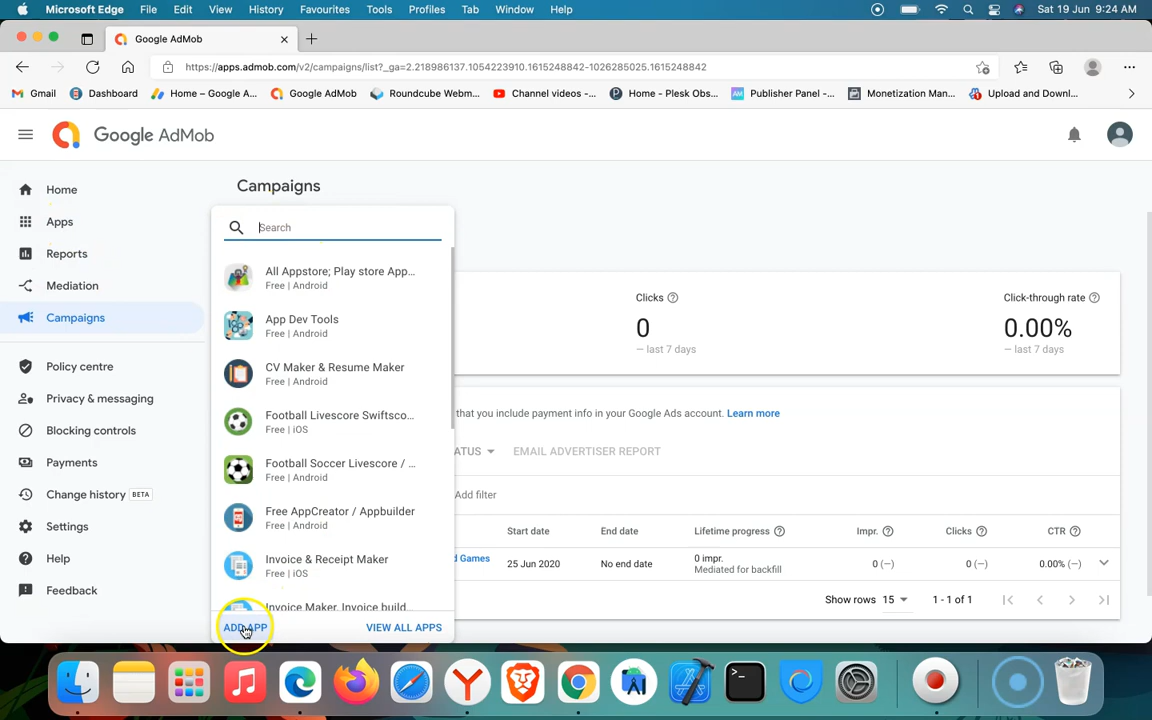 Microsoft Edge File Edit View History Favourites Tools Profiles Tab Window Help Sat 19 Jun 9:24 AM
Google AdMob
https://apps.admob.com/v2/campaigns/list?_ga=2.218986137.1054223910.1615248842-1026285025.1615248842
Gmail Dashboard Home – Google A... Google AdMob Roundcube Webm... Channel videos -... Home - Plesk Obs... Publisher Panel -... Monetization Man... Upload and Downl...
Google AdMob
Home
Apps
Reports
Mediation
Campaigns
Policy centre
Privacy & messaging
Blocking controls
Payments
Change history BETA
Settings
Help
Feedback
Campaigns
Search
All Appstore; Play store App...
Free | Android
App Dev Tools
Free | Android
CV Maker & Resume Maker
Free | Android
Football Livescore Swiftsco...
Free | iOS
Football Soccer Livescore / ...
Free | Android
Free AppCreator / Appbuilder
Free | Android
Invoice & Receipt Maker
Free | iOS
Invoice Maker, Invoice build...
ADD APP VIEW ALL APPS
Clicks
0
– last 7 days
Click-through rate
0.00%
– last 7 days
that you include payment info in your Google Ads account. Learn more
ATUS EMAIL ADVERTISER REPORT
Add filter
Start date End date Lifetime progress Impr. Clicks CTR
d Games 25 Jun 2020 No end date 0 impr. 0 (–) 0 (–) 0.00% (–)
Mediated for backfill
Show rows 15 1 - 1 of 1